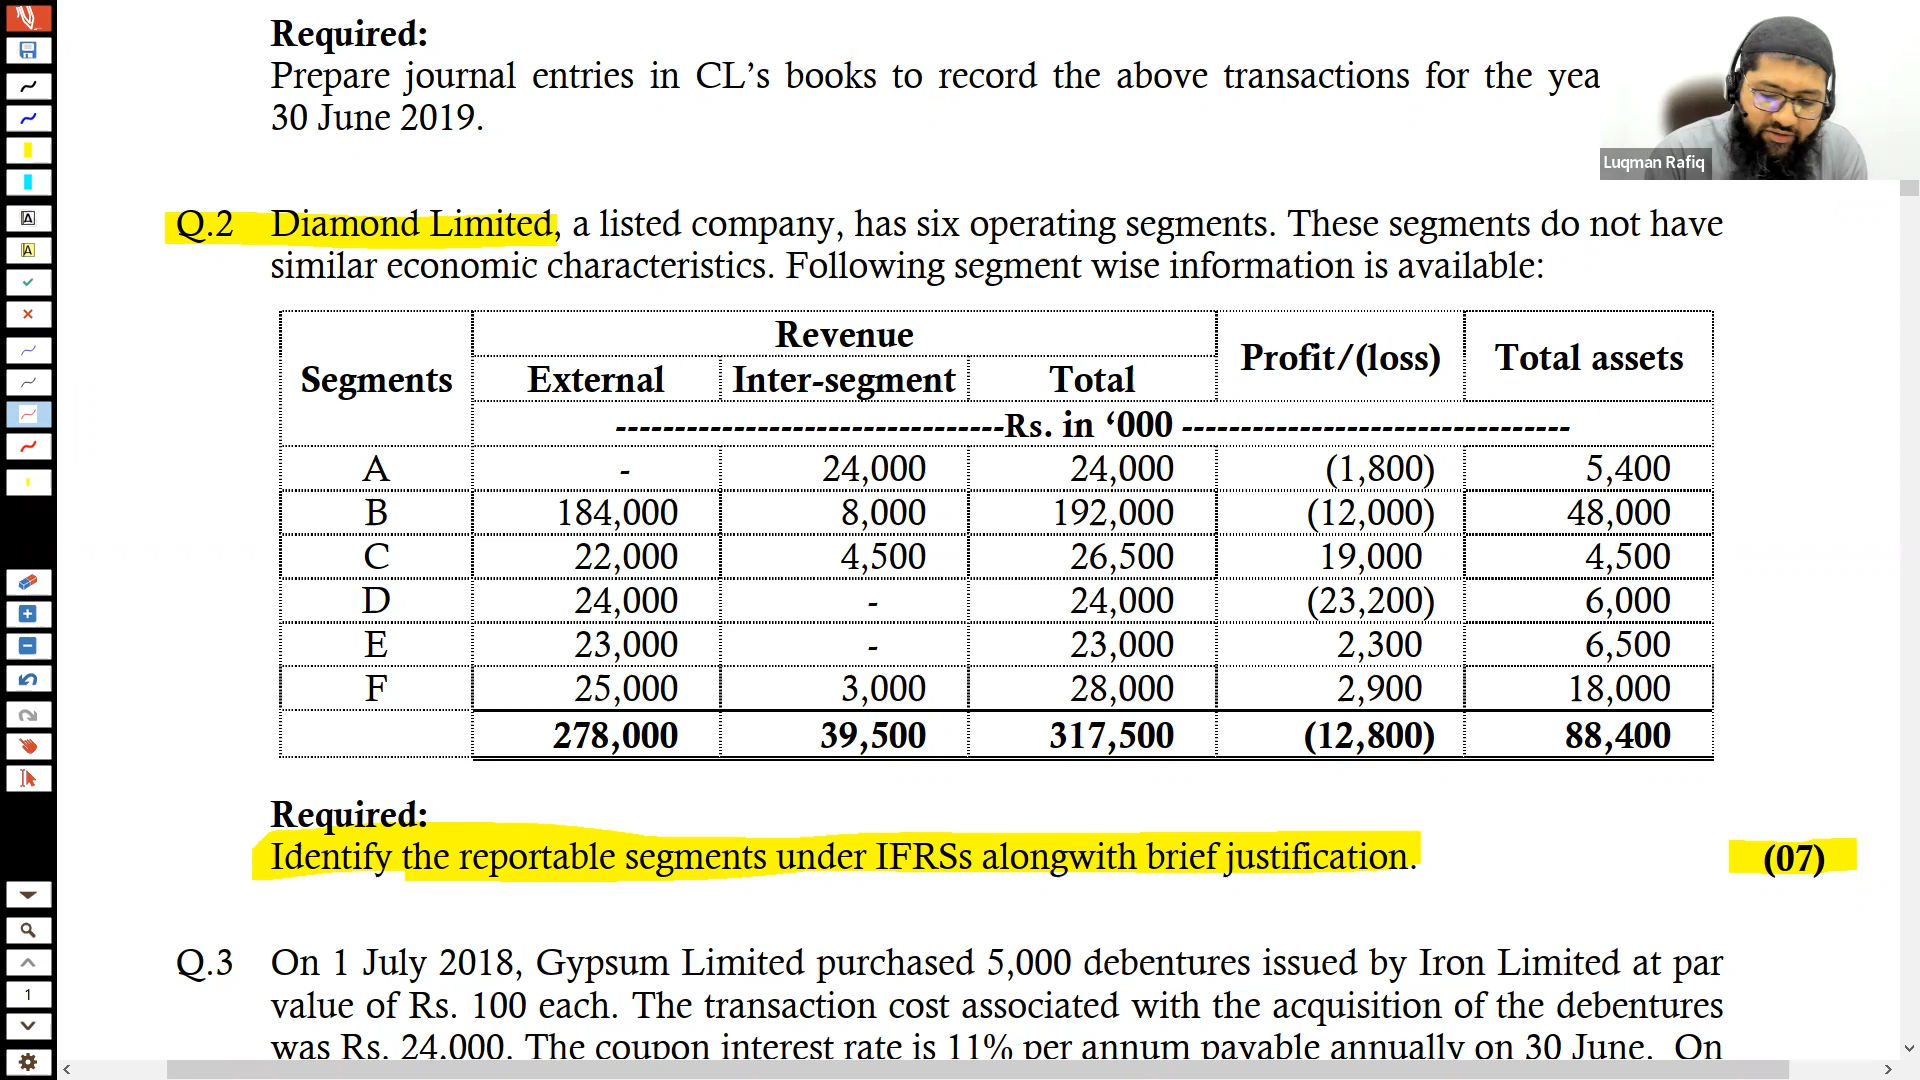 Required:
Prepare journal entries in CL’s books to record the above transactions for the yea
30 June 2019.
Luqman Rafiq
Q.2 Diamond Limited, a listed company, has six operating segments. These segments do not have
similar economic characteristics. Following segment wise information is available:
Segments Revenue Profit/(loss) Total assets
External Inter-segment Total
--------------------------------Rs. in ‘000 --------------------------------
A - 24,000 24,000 (1,800) 5,400
B 184,000 8,000 192,000 (12,000) 48,000
C 22,000 4,500 26,500 19,000 4,500
D 24,000 - 24,000 (23,200) 6,000
E 23,000 - 23,000 2,300 6,500
F 25,000 3,000 28,000 2,900 18,000
278,000 39,500 317,500 (12,800) 88,400
Required:
Identify the reportable segments under IFRSs alongwith brief justification. (07)
Q.3 On 1 July 2018, Gypsum Limited purchased 5,000 debentures issued by Iron Limited at par
value of Rs. 100 each. The transaction cost associated with the acquisition of the debentures
was Rs. 24,000. The coupon interest rate is 11% per annum payable annually on 30 June. On
A
A
1